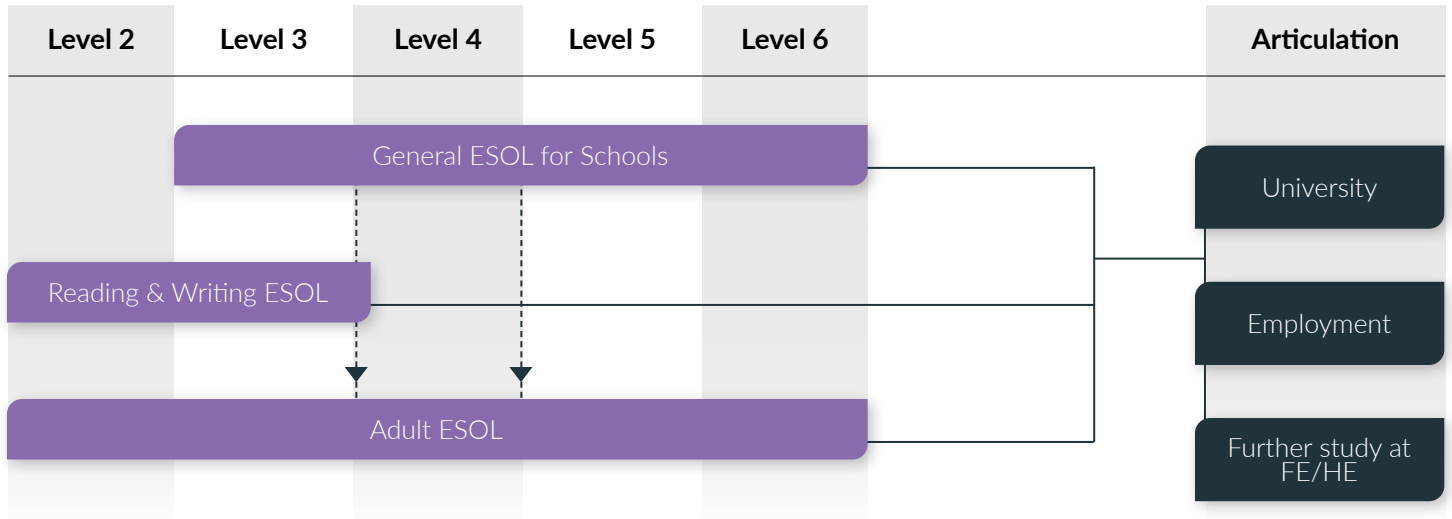 Level 2
Level 3
Level 4
Level 5
Level 6
Articulation
General ESOL for Schools
University
Reading & Writing ESOL
Employment
Adult ESOL
Further study at
FE/HE